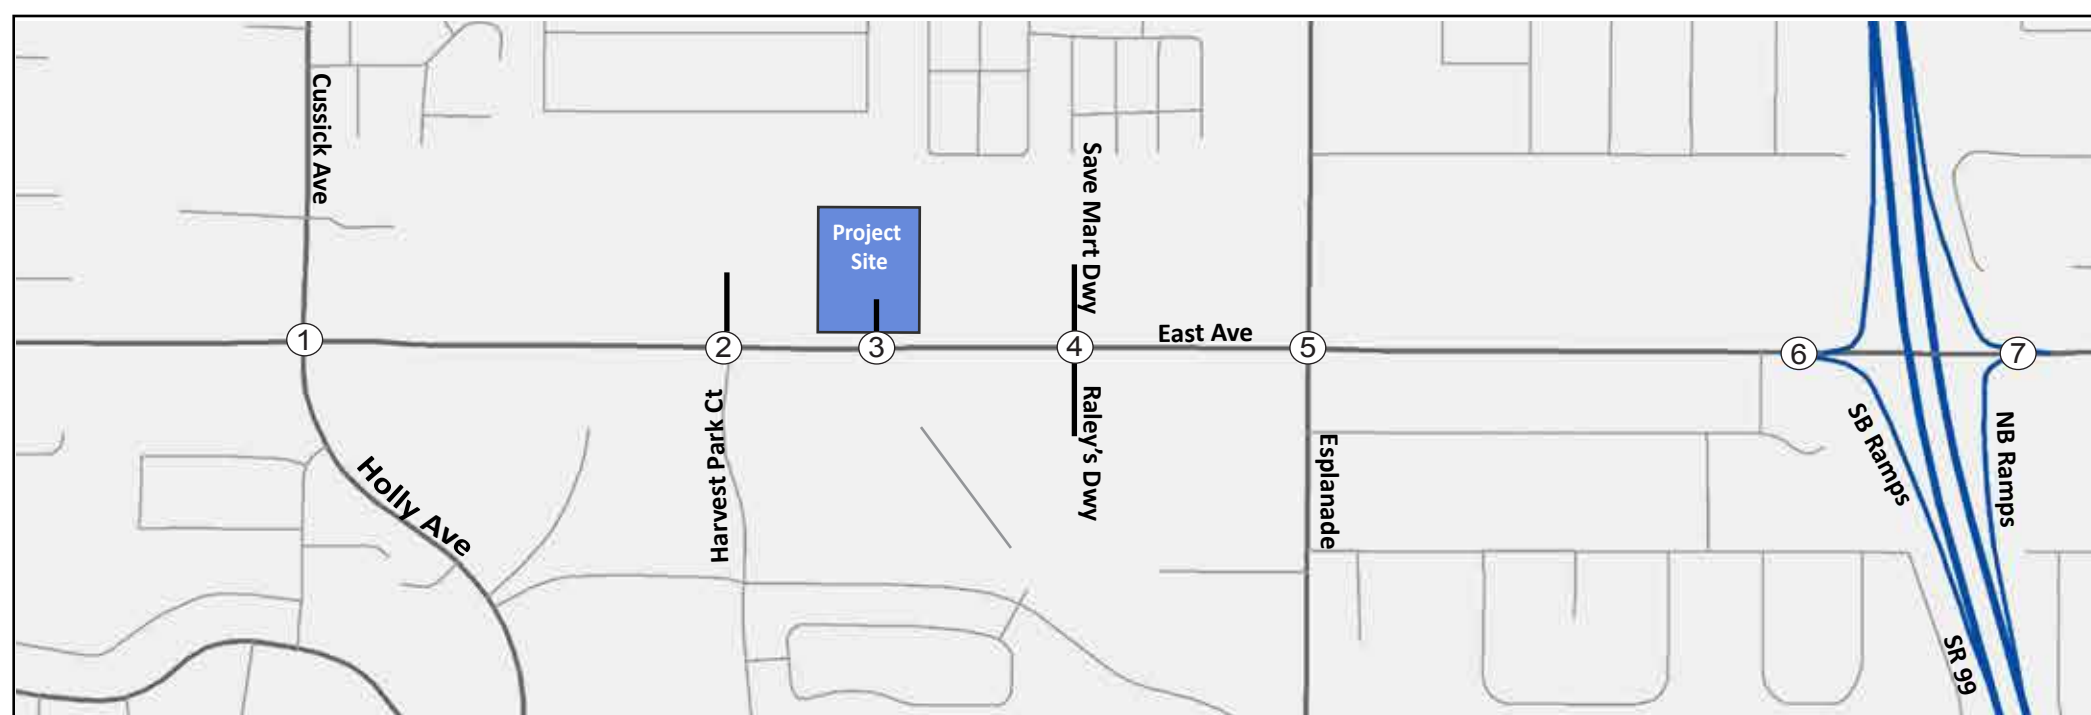 Cussick Ave
Save Mart Dwy
Project
Site
East Ave
1
2
3
4
5
6
7
Harvest Park Ct
Raley's Dwy
Holly Ave
Esplanade
SB Ramps
NB Ramps
SR 99